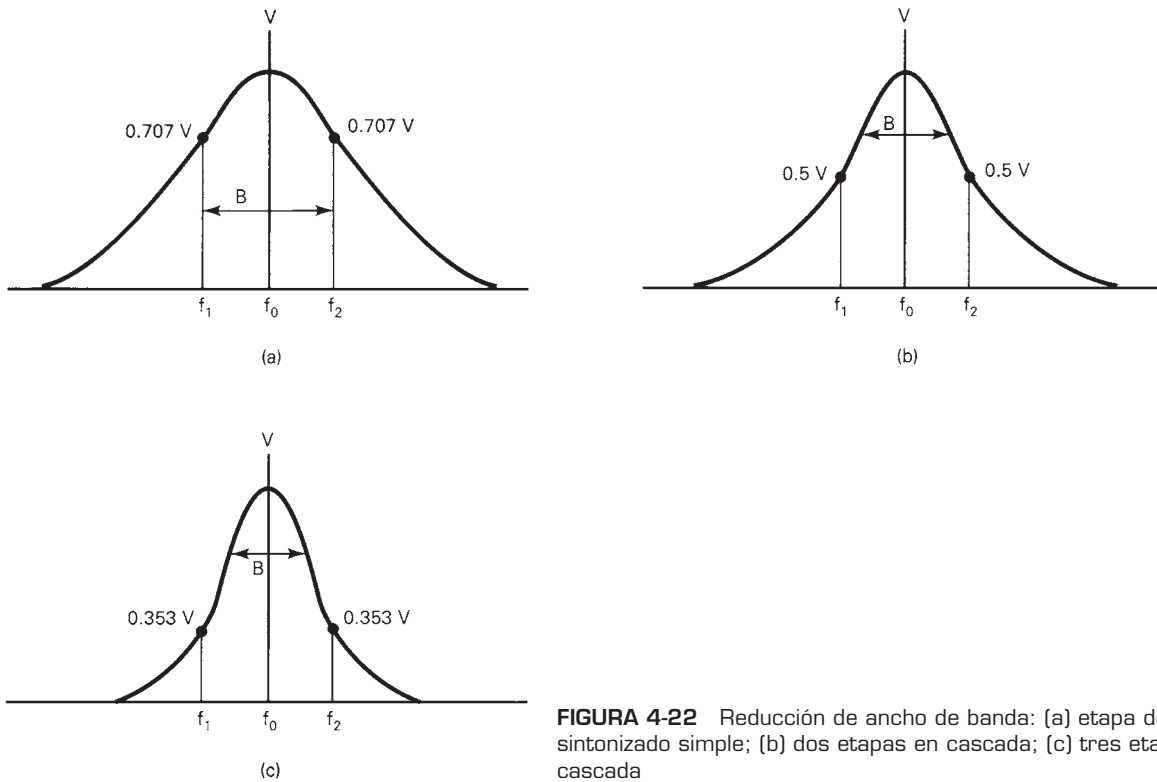 V
0.707 V
0.707 V
B
f₁ f₀ f₂
(a)
V
B
0.5 V
0.5 V
f₁ f₀ f₂
(b)
V
B
0.353 V
0.353 V
f₁ f₀ f₂
(c)
FIGURA 4-22 Reducción de ancho de banda: (a) etapa de
sintonizado simple; (b) dos etapas en cascada; (c) tres eta
cascada